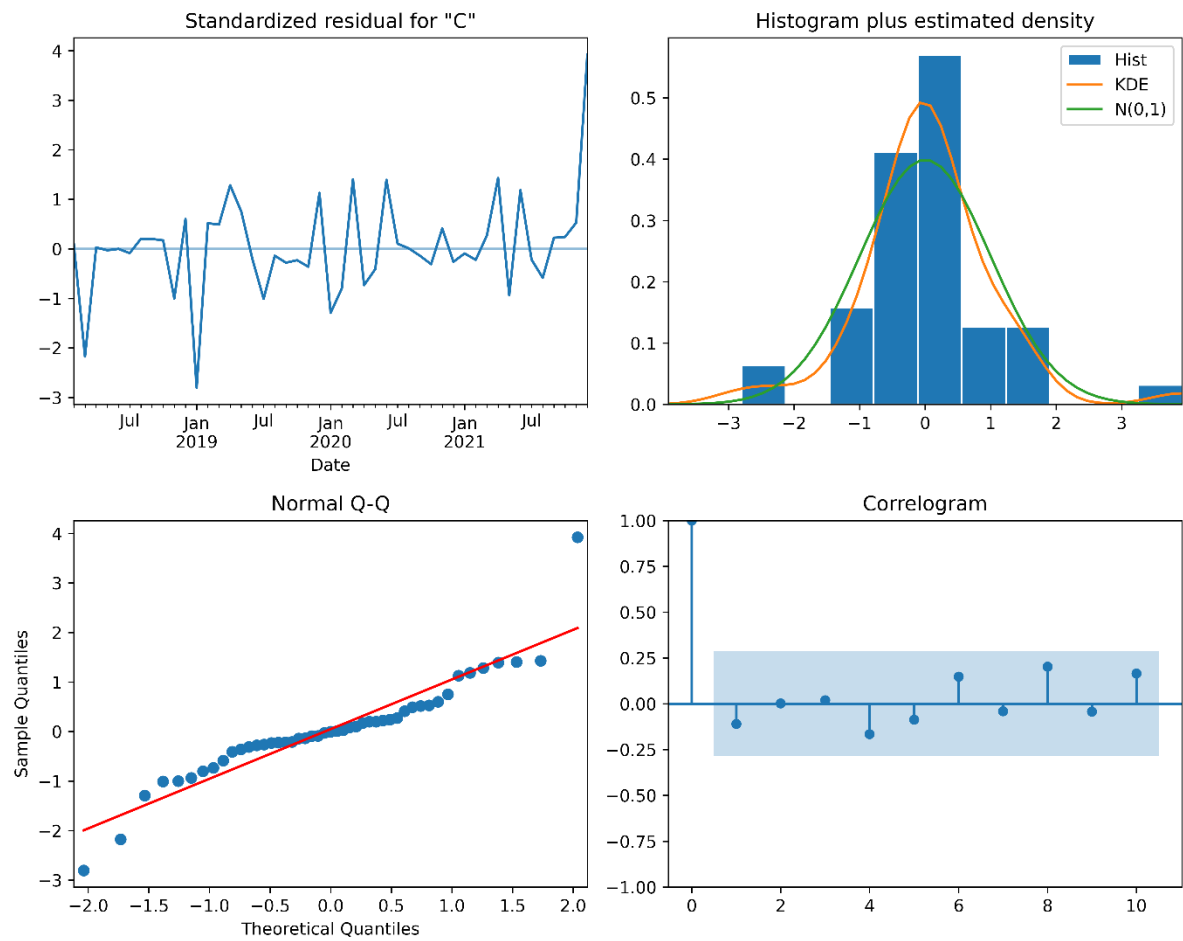 Standardized residual for "C"
4
3
2
1
0
−1
−2
−3
Jul Jan Jul Jan Jul Jan Jul
2019 2020 2021
Date
Histogram plus estimated density
Hist
KDE
N(0,1)
0.5
0.4
0.3
0.2
0.1
0.0
−3 −2 −1 0 1 2 3
Normal Q-Q
Sample Quantiles
4
3
2
1
0
−1
−2
−3
−2.0 −1.5 −1.0 −0.5 0.0 0.5 1.0 1.5 2.0
Theoretical Quantiles
Correlogram
1.00
0.75
0.50
0.25
0.00
−0.25
−0.50
−0.75
−1.00
0 2 4 6 8 10